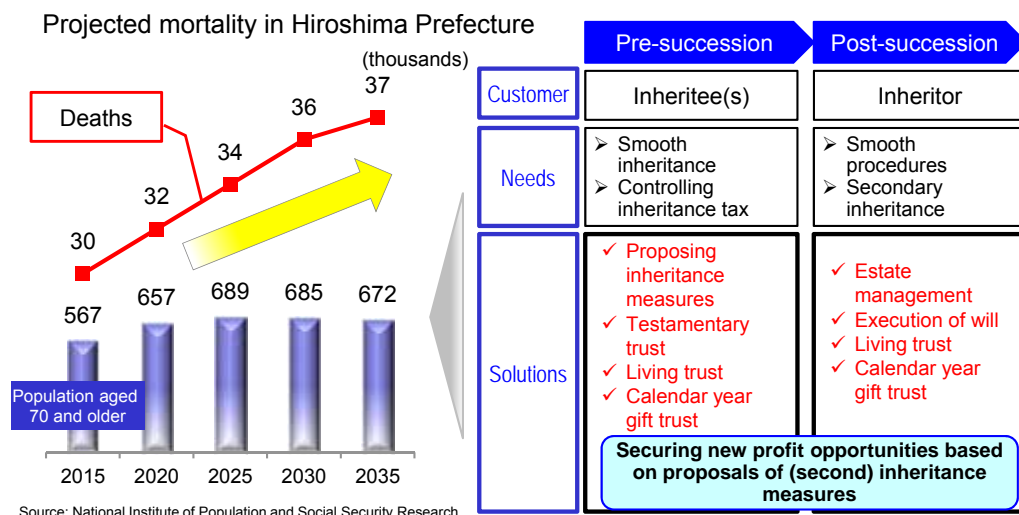 Projected mortality in Hiroshima Prefecture
(thousands)
Deaths
30
32
34
36
37
567
657
689
685
672
Population aged
70 and older
2015
2020
2025
2030
2035
Source: National Institute of Population and Social Security Research
Pre-succession
Post-succession
Customer
Inheritee(s)
Inheritor
Needs
➢ Smooth
inheritance
➢ Controlling
inheritance tax
➢ Smooth
procedures
➢ Secondary
inheritance
Solutions
✓ Proposing
inheritance
measures
✓ Testamentary
trust
✓ Living trust
✓ Calendar year
gift trust
✓ Estate
management
✓ Execution of will
✓ Living trust
✓ Calendar year
gift trust
Securing new profit opportunities based
on proposals of (second) inheritance
measures